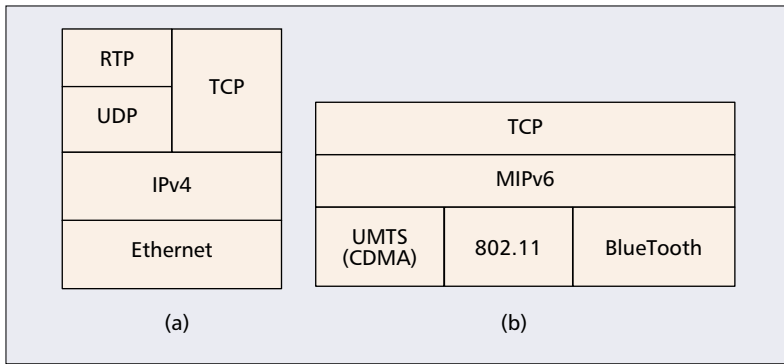 RTP
TCP
UDP
IPv4
Ethernet
(a)
TCP
MIPv6
UMTS
(CDMA)
802.11
BlueTooth
(b)